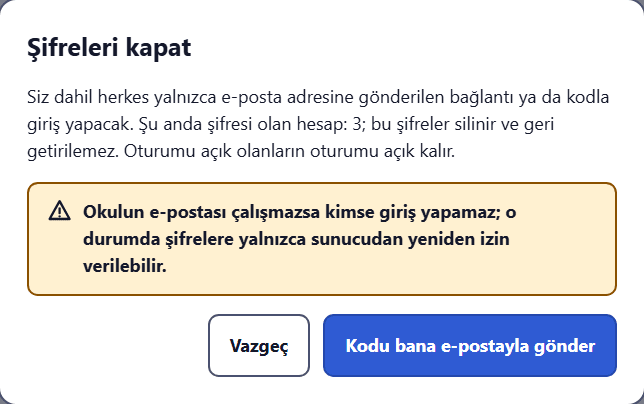 Şifreleri kapat
Siz dahil herkes yalnızca e-posta adresine gönderilen bağlantı ya da kodla
giriş yapacak. Şu anda şifresi olan hesap: 3; bu şifreler silinir ve geri
getirilemez. Oturumu açık olanların oturumu açık kalır.
Okulun e-postası çalışmazsa kimse giriş yapamaz; o
durumda şifrelere yalnızca sunucudan yeniden izin
verilebilir.
Vazgeç
Kodu bana e-postayla gönder